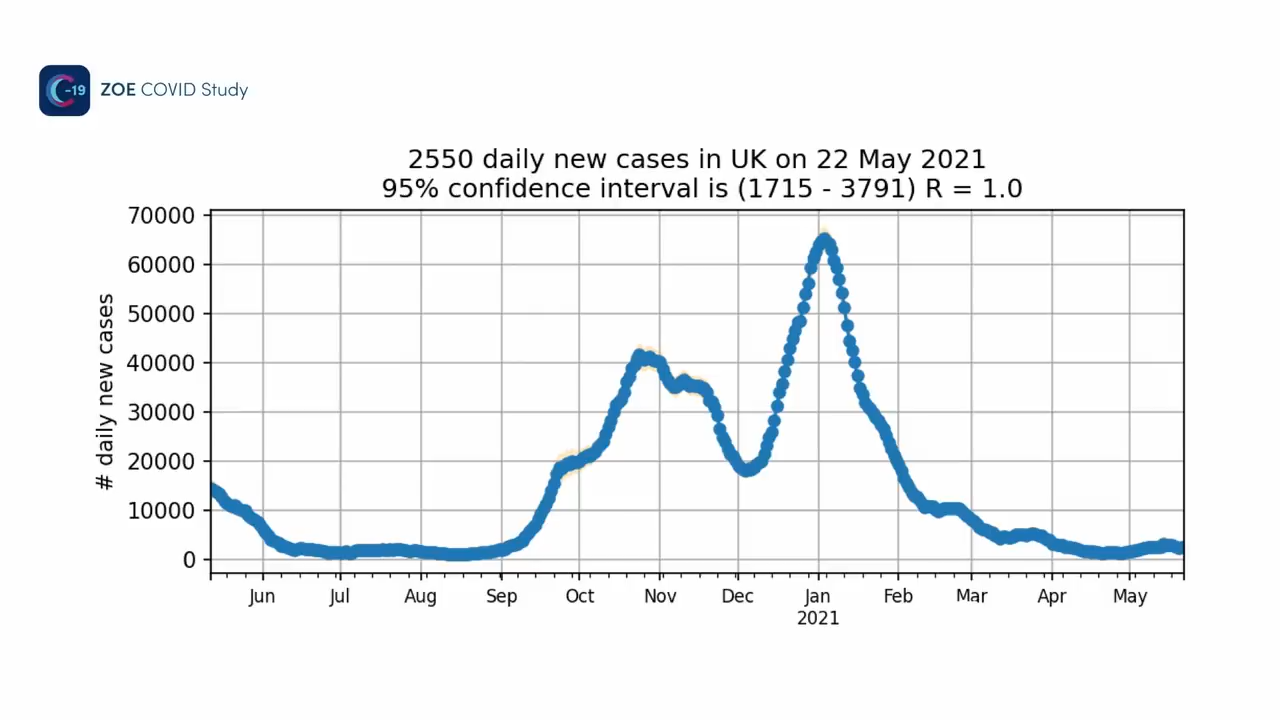 C-19
ZOE COVID Study
2550 daily new cases in UK on 22 May 2021
95% confidence interval is (1715 - 3791) R = 1.0
# daily new cases
70000
60000
50000
40000
30000
20000
10000
0
Jun Jul Aug Sep Oct Nov Dec Jan Feb Mar Apr May
2021